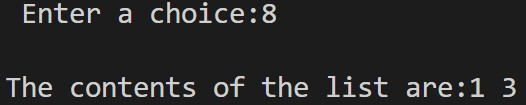 Enter a choice:8
The contents of the list are:1 3